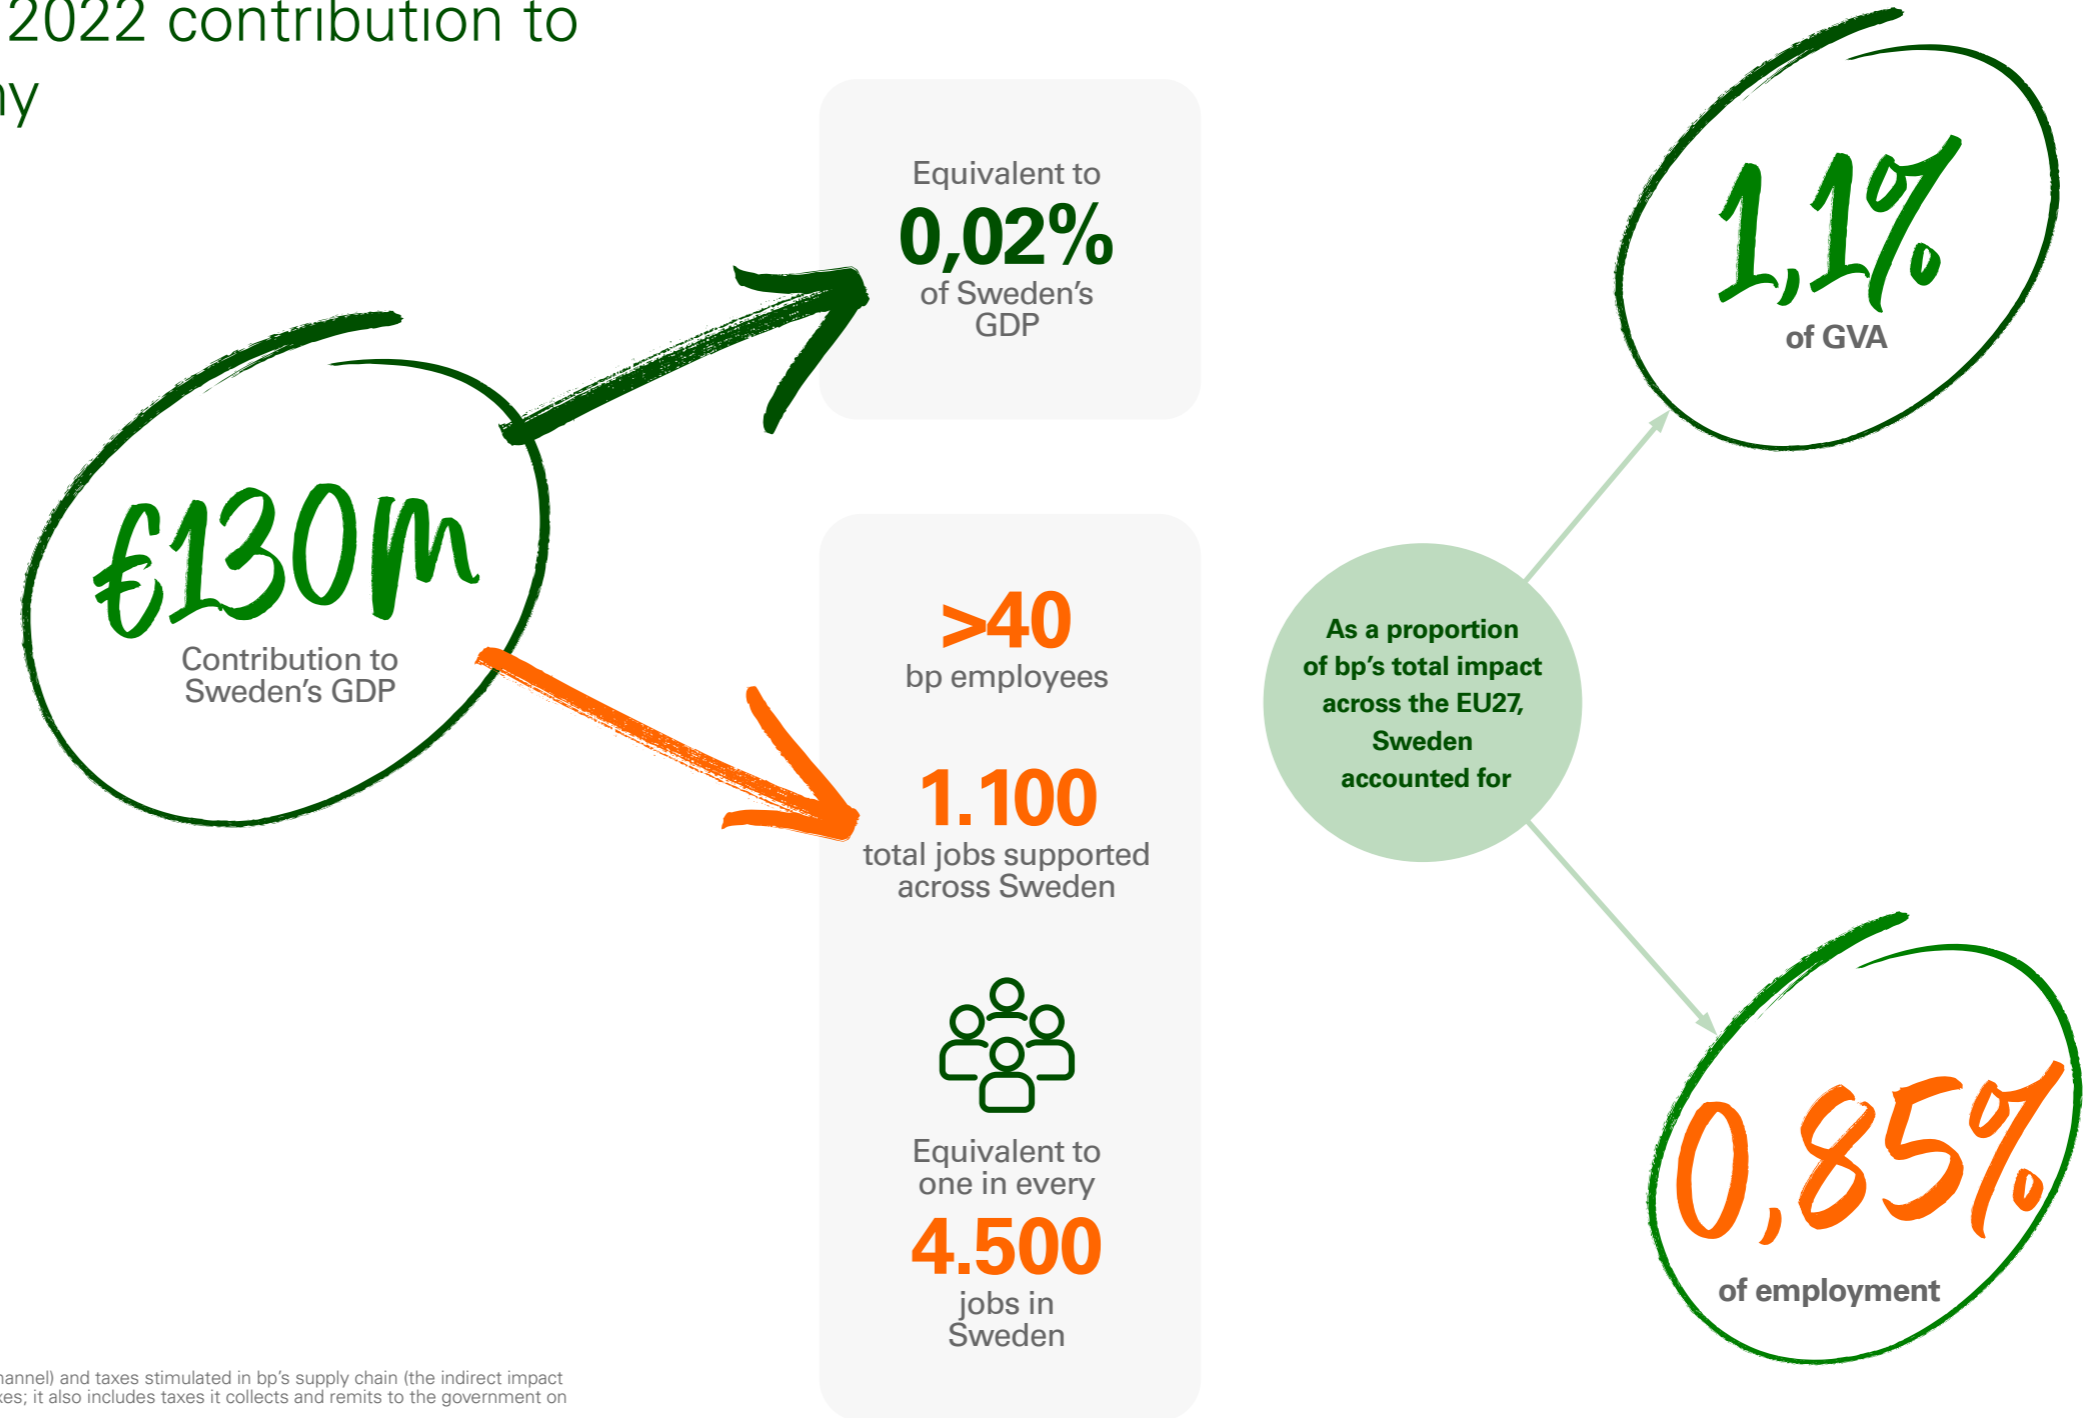 2022 contribution to
€130m
Contribution to
Sweden's GDP
Equivalent to
0,02%
of Sweden's
GDP
>40
bp employees
1.100
total jobs supported
across Sweden
Equivalent to
one in every
4.500
jobs in
Sweden
As a proportion
of bp's total impact
across the EU27,
Sweden
accounted for
1,1%
of GVA
0,85%
of employment
and taxes stimulated in bp's supply chain (the indirect impact
it also includes taxes it collects and remits to the government on